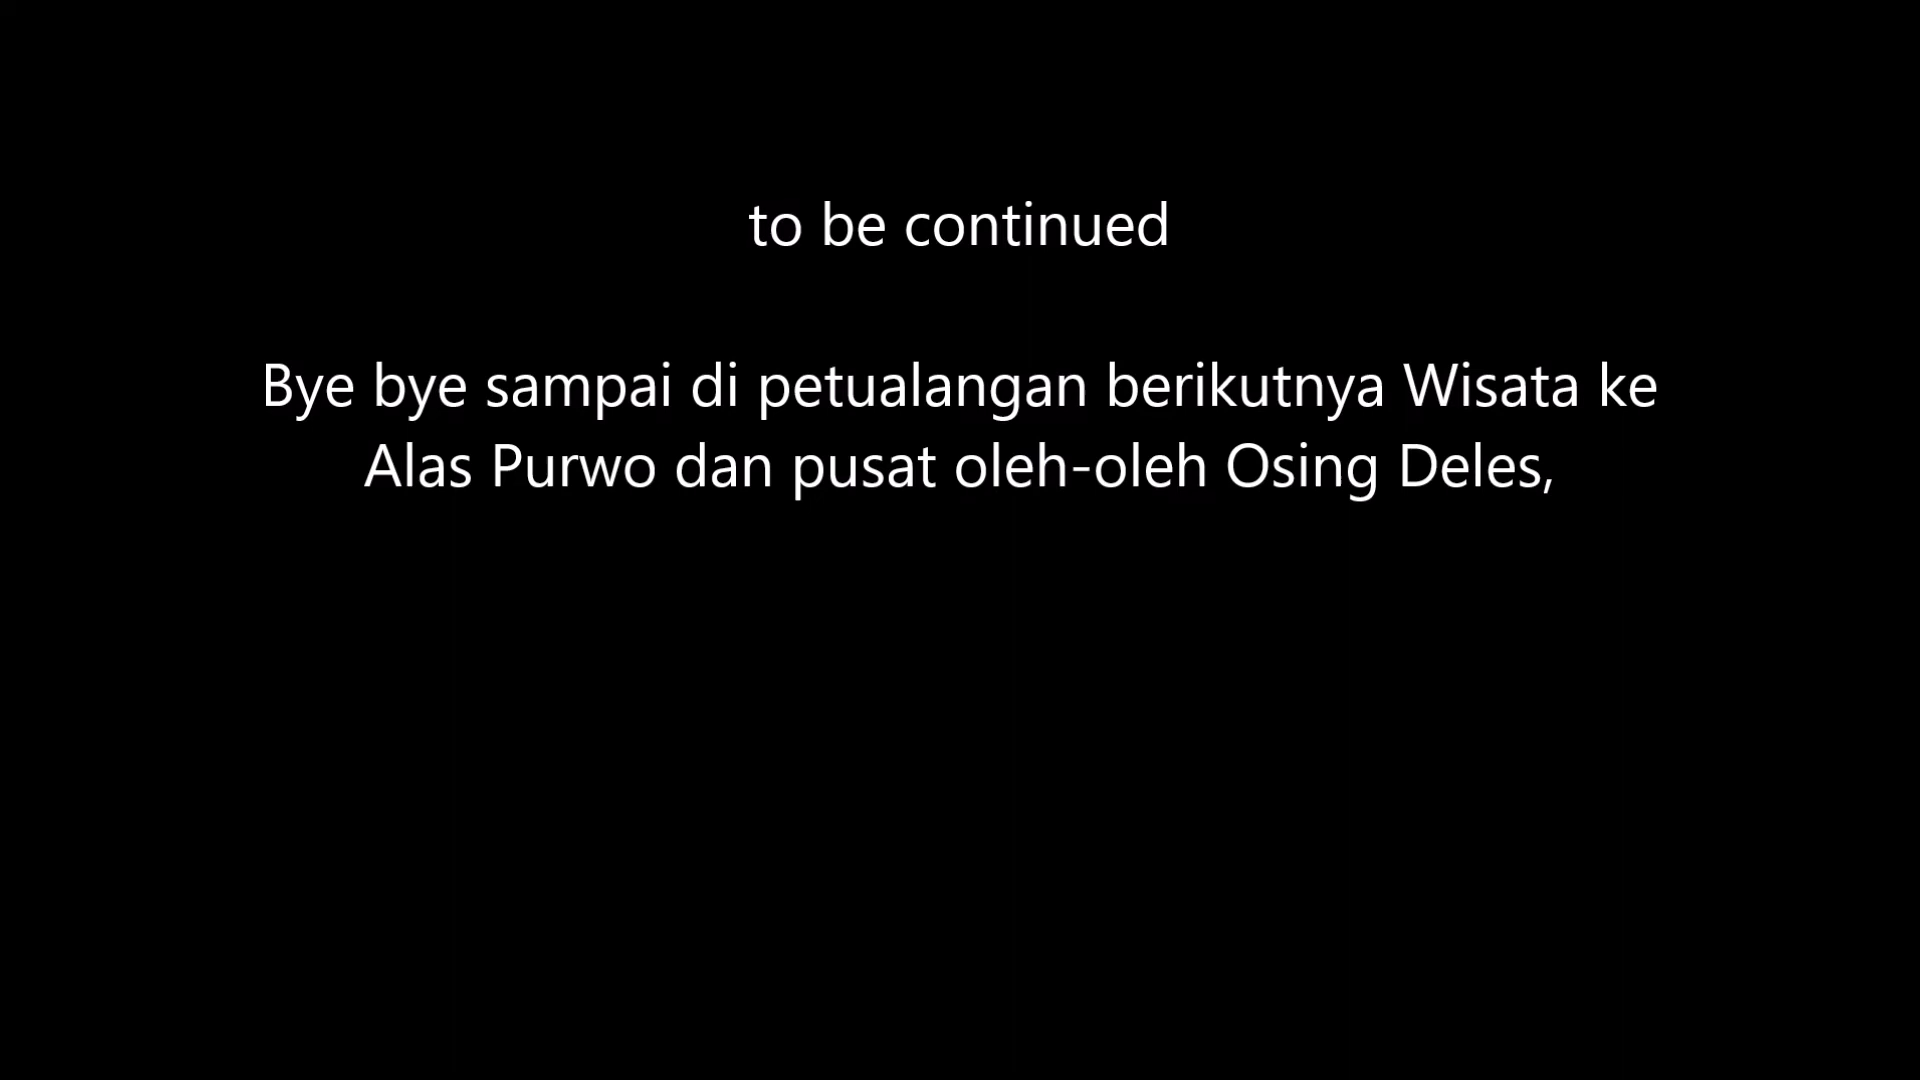 to be continued
Bye bye sampai di petualangan berikutnya Wisata ke
Alas Purwo dan pusat oleh-oleh Osing Deles,